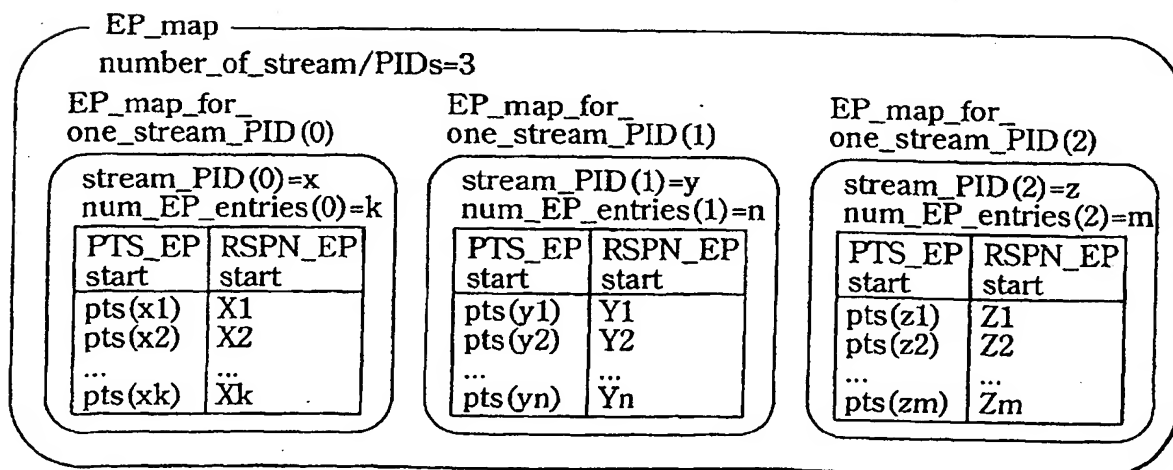 EP_map
number_of_stream/PIDs=3
EP_map_for_
one_stream_PID(0)
stream_PID(0)=x
num_EP_entries(0)=k
PTS_EP RSPN_EP
start start
pts(x1) X1
pts(x2) X2
... ...
pts(xk) Xk
EP_map_for_
one_stream_PID(1)
stream_PID(1)=y
num_EP_entries(1)=n
PTS_EP RSPN_EP
start start
pts(y1) Y1
pts(y2) Y2
... ...
pts(yn) Yn
EP_map_for_
one_stream_PID(2)
stream_PID(2)=z
num_EP_entries(2)=m
PTS_EP RSPN_EP
start start
pts(z1) Z1
pts(z2) Z2
... ...
pts(zm) Zm